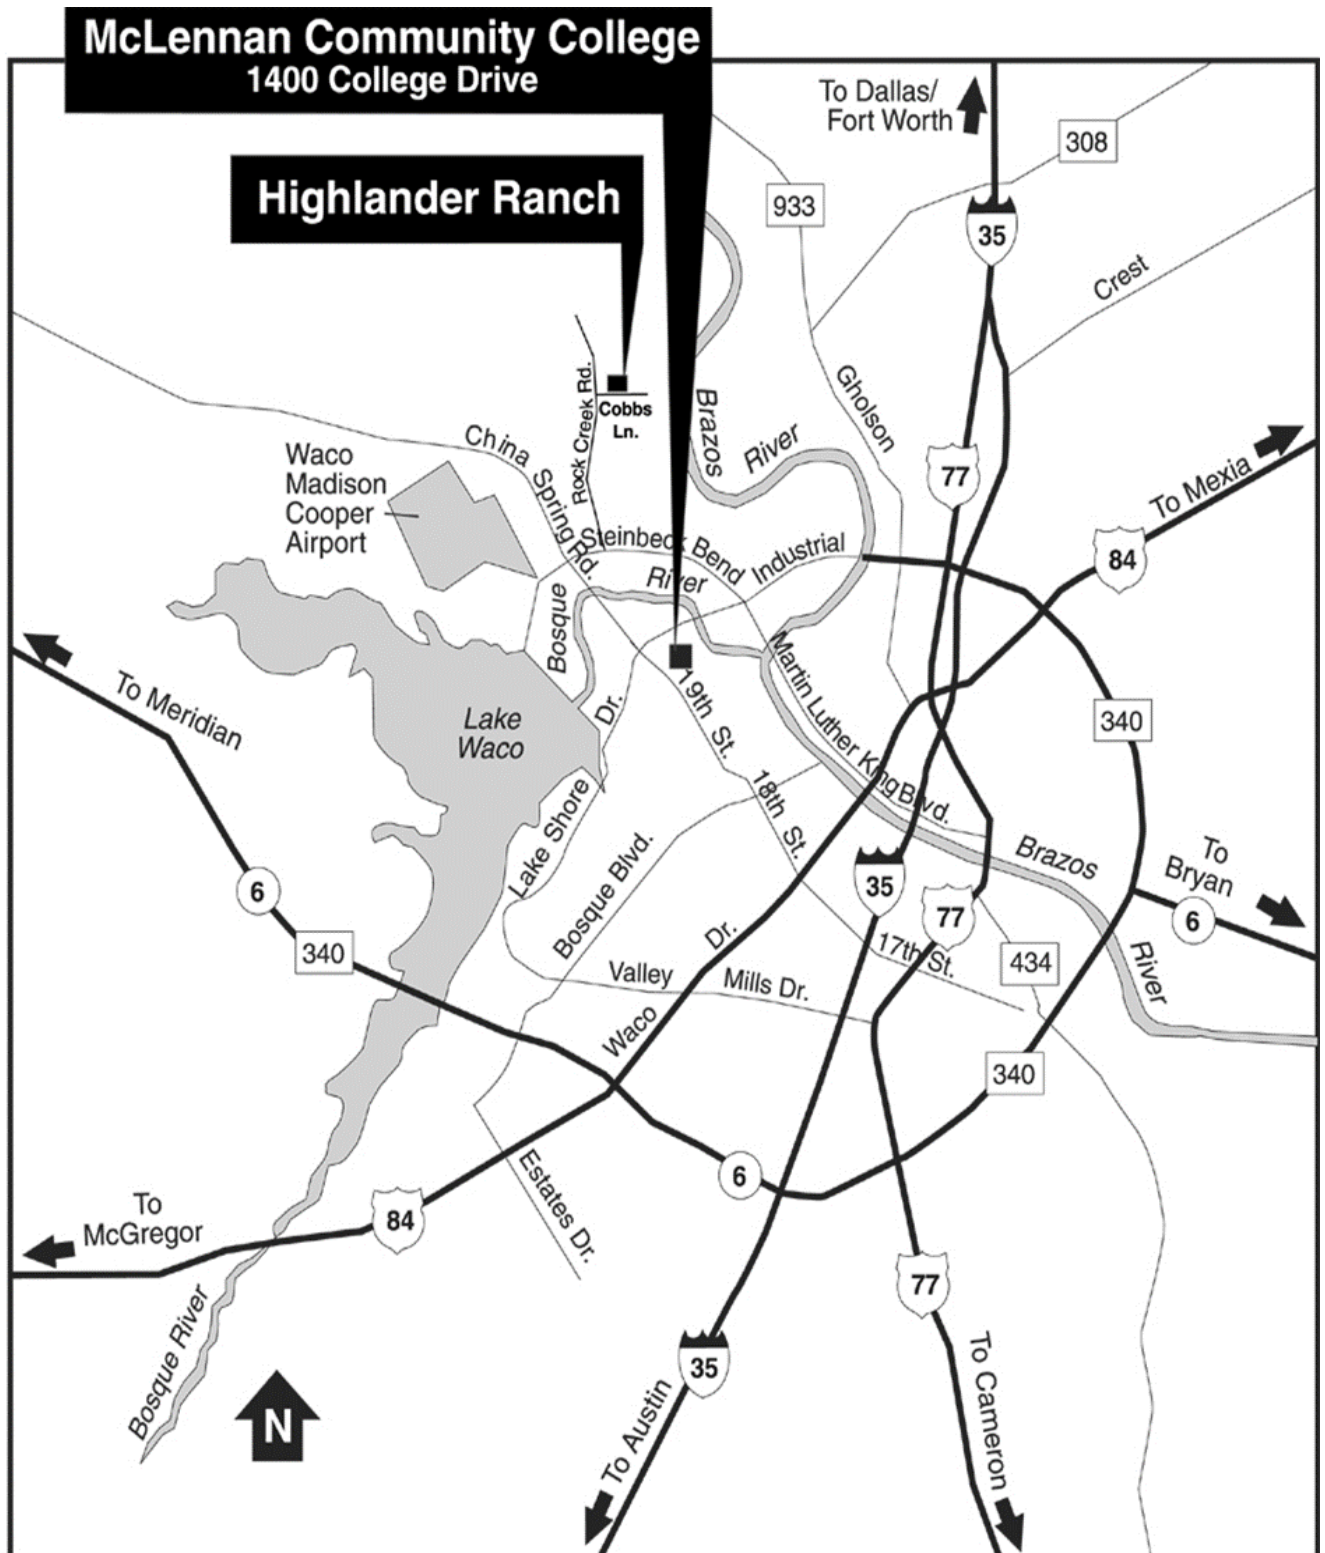 McLennan Community College
1400 College Drive
To Dallas/
Fort Worth
308
Highlander Ranch
933
35
Crest
Rock Creek Rd.
Cobbs
Ln.
Brazos
River
Gholson
China
Spring Rd.
77
To Mexia
84
Waco
Madison
Cooper
Airport
Steinbeck Bend
Industrial
River
Bosque
Martin Luther King Blvd.
To Meridian
Lake
Waco
Dr.
19th St.
340
18th St.
Lake Shore
Bosque Blvd.
Brazos
To
Bryan
6
35
77
6
340
Dr.
17th St.
434
River
Valley
Mills Dr.
Waco
340
6
Estates Dr.
To
McGregor
84
77
Bosque River
35
To Cameron
To Austin
N